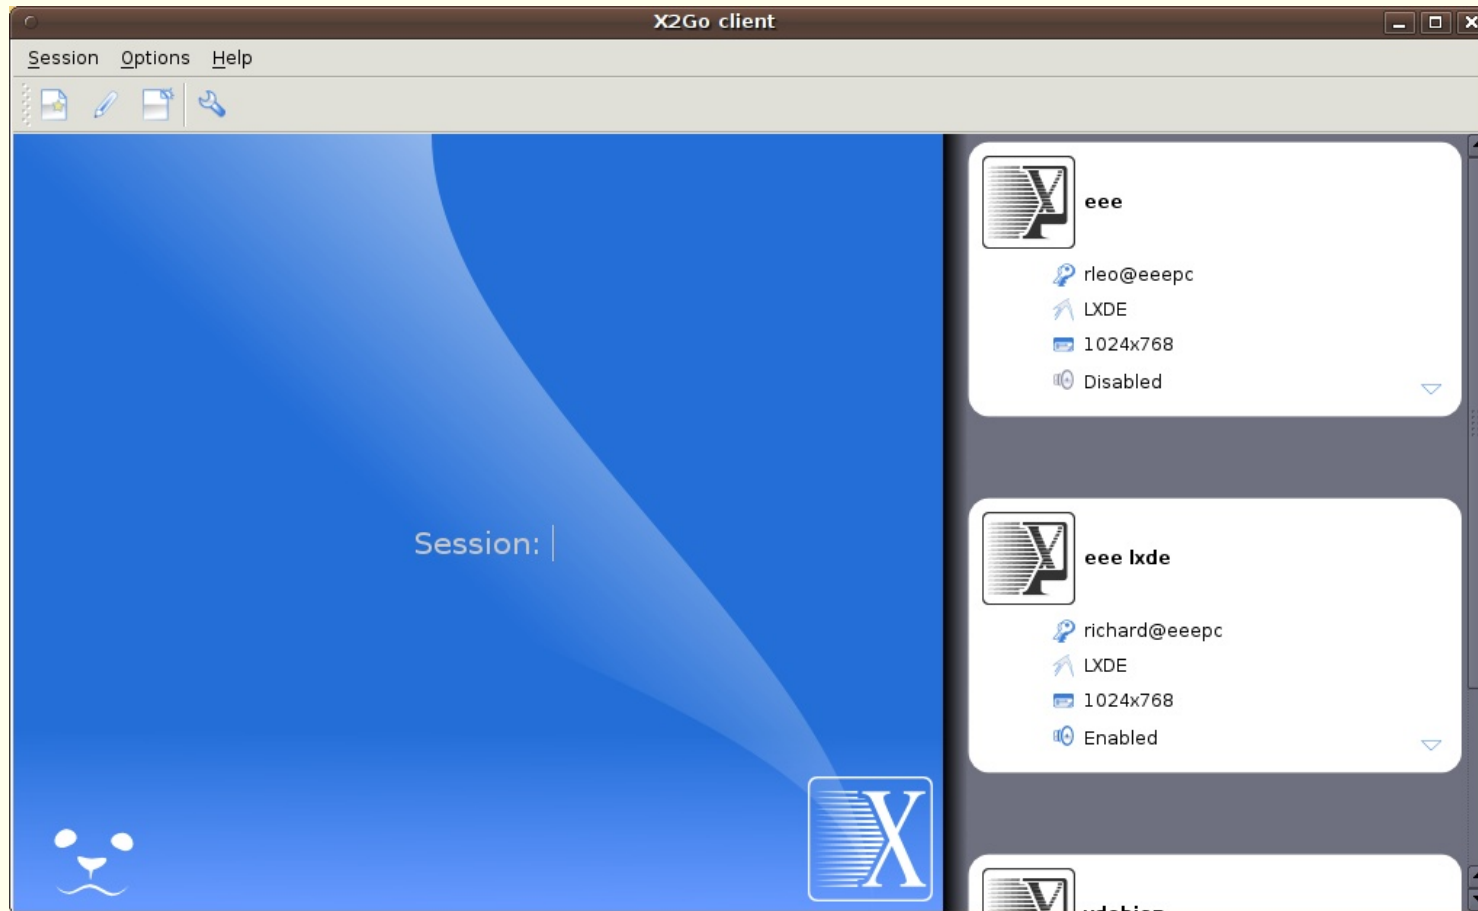 X2Go client
Session Options Help
Session:
eee
rleo@eeepc
LXDE
1024x768
Disabled
eee lxde
richard@eeepc
LXDE
1024x768
Enabled